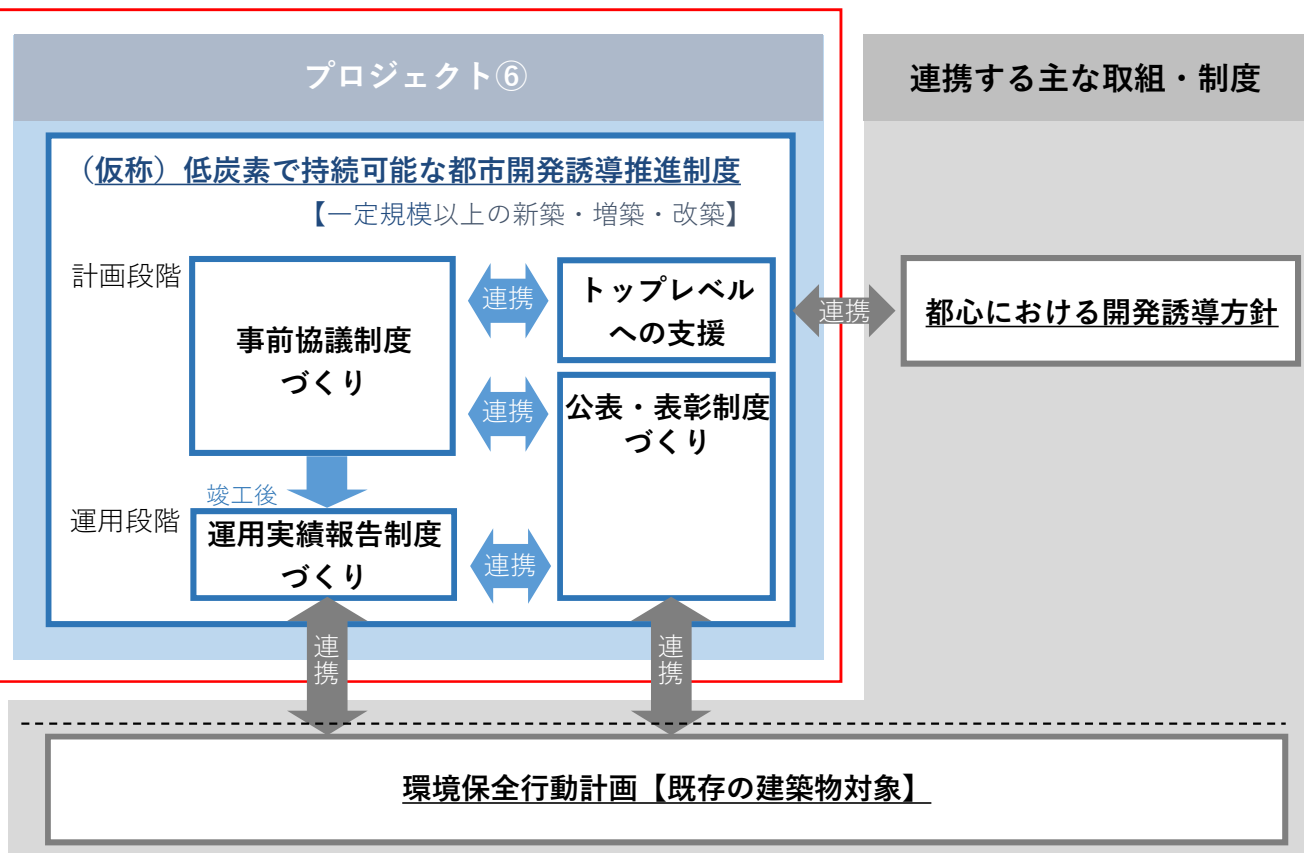 プロジェクト⑥
連携する主な取組・制度
（仮称）低炭素で持続可能な都市開発誘導推進制度
【一定規模以上の新築・増築・改築】
計画段階
事前協議制度
づくり
連携
トップレベル
への支援
連携
都心における開発誘導方針
連携
公表・表彰制度
づくり
竣工後
運用段階
運用実績報告制度
づくり
連携
連携
連携
環境保全行動計画【既存の建築物対象】